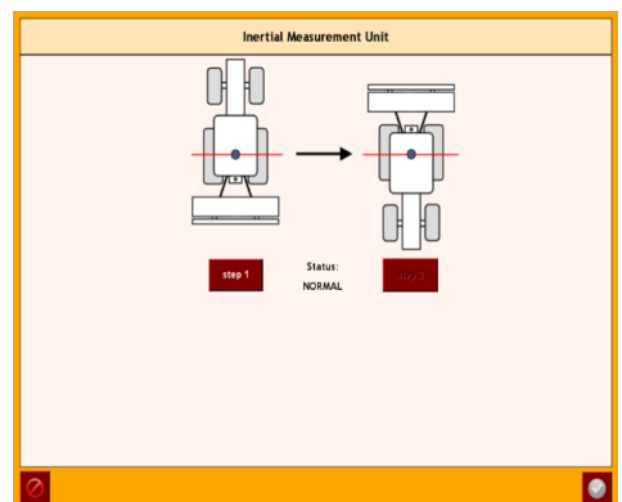 Inertial Measurement Unit
step 1
Status:
NORMAL
step 2